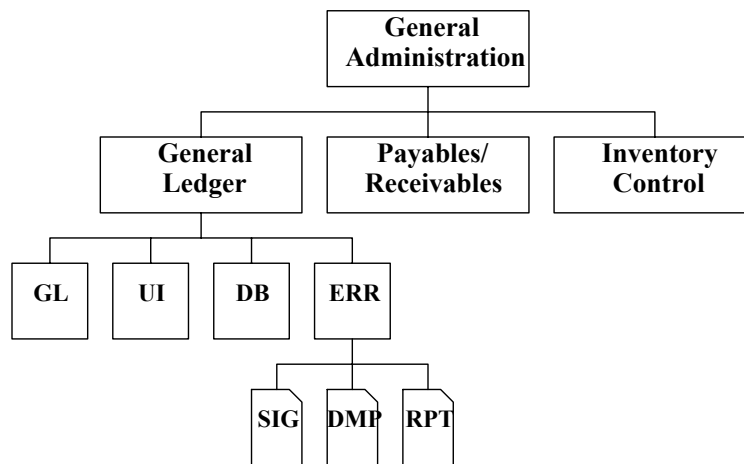 General
Administration
General
Ledger
Payables/
Receivables
Inventory
Control
GL
UI
DB
ERR
SIG
DMP
RPT